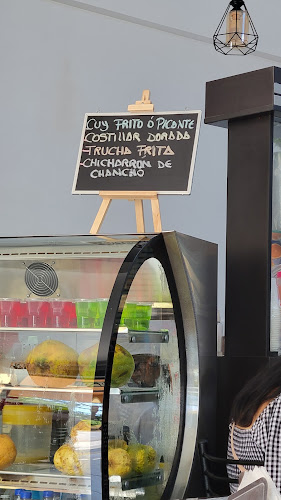 CUY FRITO Ó PICANTE
COSTILLAR DORADO
-TRUCHA FRITA
-CHICHARRON DE
CHANCHO